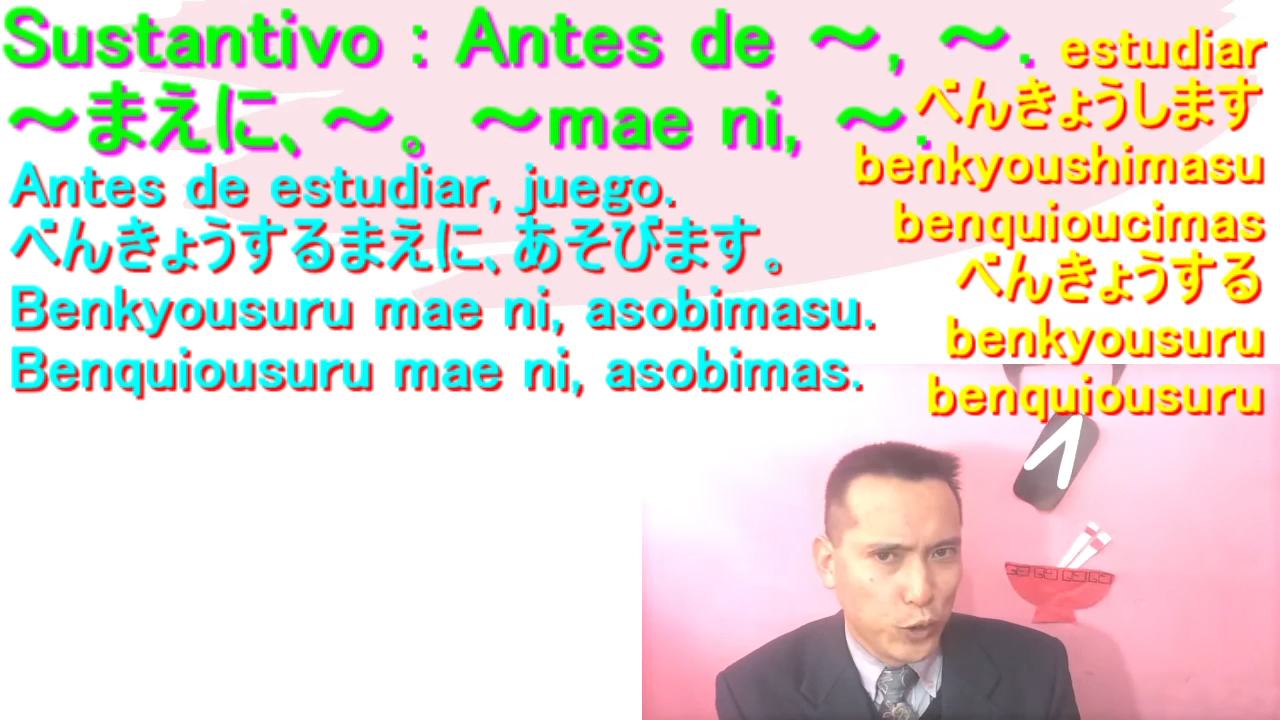 Sustantivo : Antes de ～, ～.
～まえに、～。 ～mae ni, ～.
Antes de estudiar, juego.
べんきょうするまえに、あそびます。
Benkyousuru mae ni, asobimasu.
Benquiousuru mae ni, asobimas.
estudiar
べんきょうします
benkyoushimasu
benquioucimas
べんきょうする
benkyousuru
benquiousuru